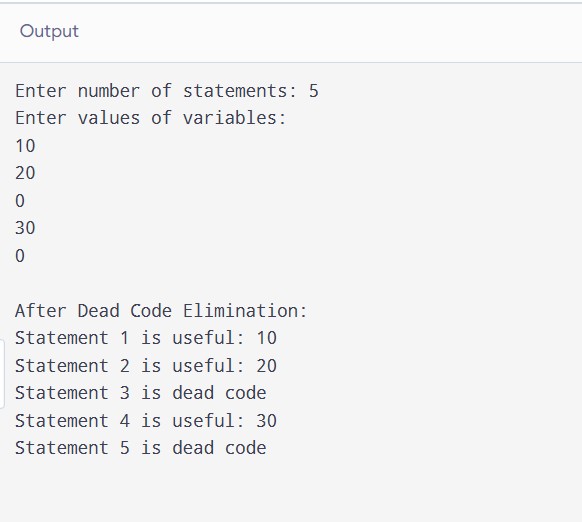 Output
Enter number of statements: 5
Enter values of variables:
10
20
0
30
0
After Dead Code Elimination:
Statement 1 is useful: 10
Statement 2 is useful: 20
Statement 3 is dead code
Statement 4 is useful: 30
Statement 5 is dead code